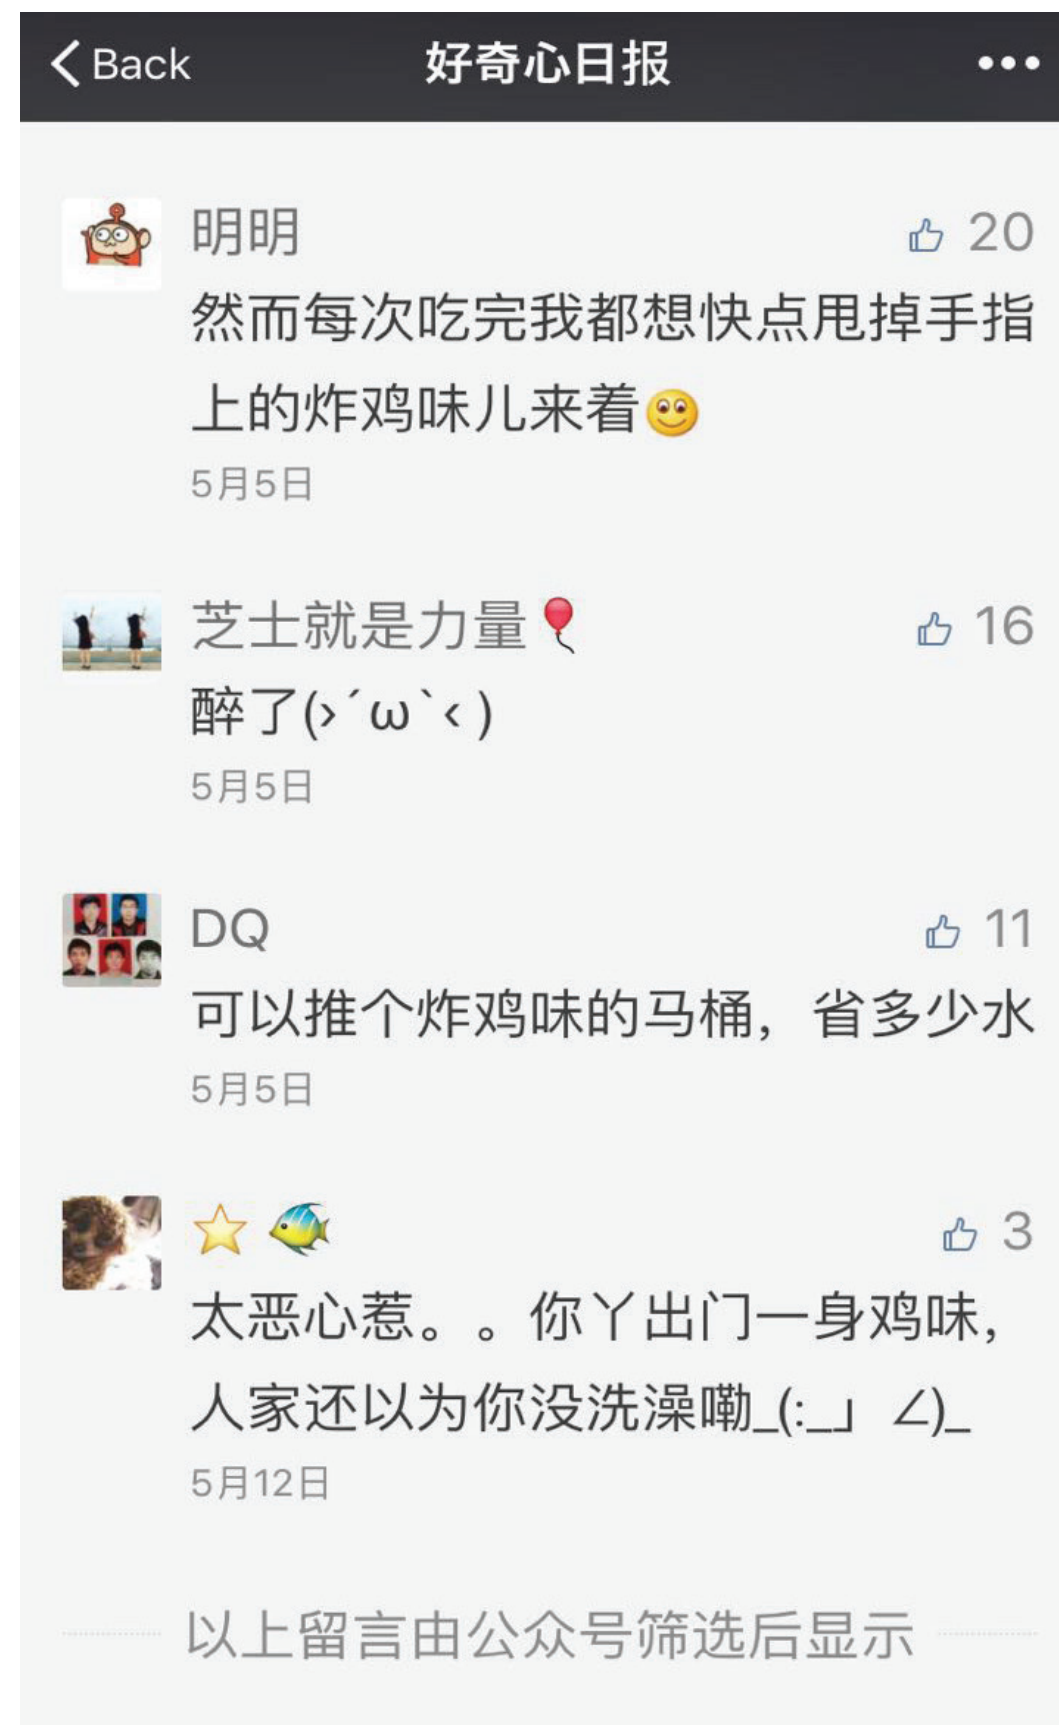 Back 好奇心日报
明明 20
然而每次吃完我都想快点甩掉手指
上的炸鸡味儿来着
5月5日
芝士就是力量🎈 16
醉了(›´ω`‹ )
5月5日
DQ 11
可以推个炸鸡味的马桶，省多少水
5月5日
⭐ 🐠 3
太恶心惹。。你丫出门一身鸡味，
人家还以为你没洗澡嘞_(:_」∠)_
5月12日
以上留言由公众号筛选后显示